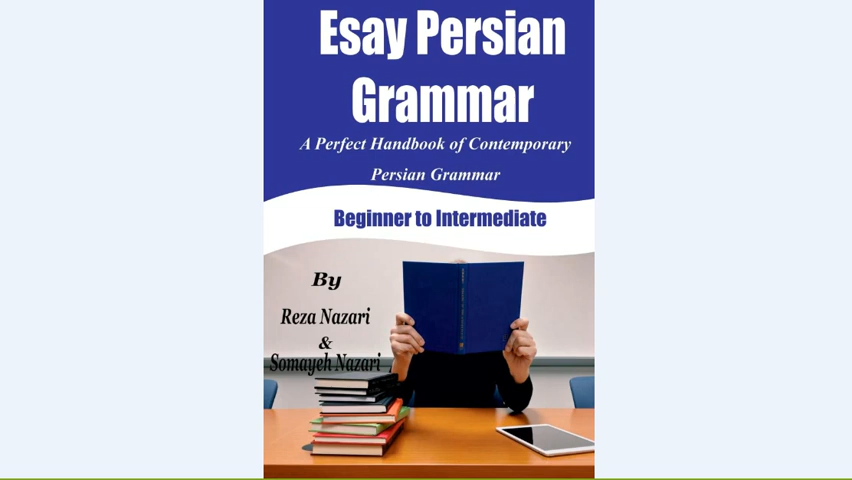 Esay Persian
Grammar
A Perfect Handbook of Contemporary
Persian Grammar
Beginner to Intermediate
By
Reza Nazari
&
Somayeh Nazari